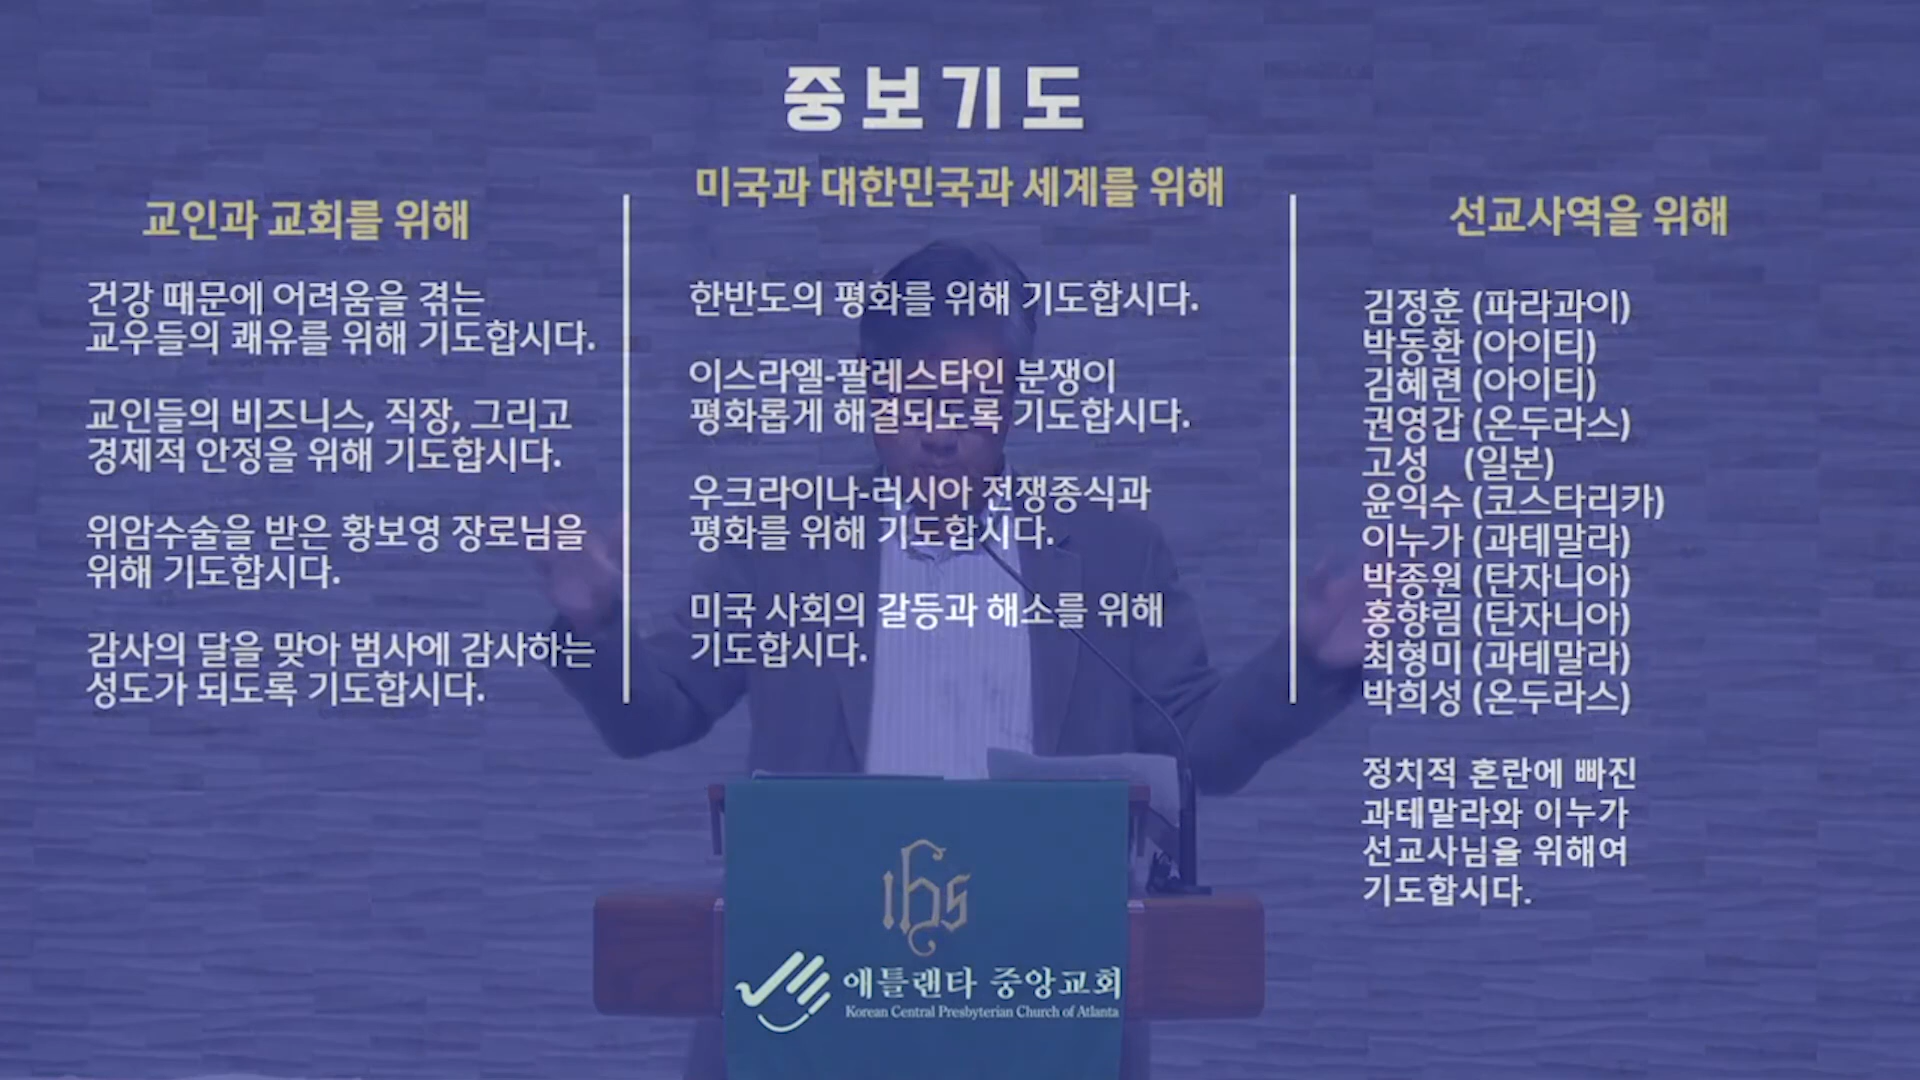 중보기도
교인과 교회를 위해
건강 때문에 어려움을 겪는
교우들의 쾌유를 위해 기도합시다.
교인들의 비즈니스, 직장, 그리고
경제적 안정을 위해 기도합시다.
위암수술을 받은 황보영 장로님을
위해 기도합시다.
감사의 달을 맞아 범사에 감사하는
성도가 되도록 기도합시다.
미국과 대한민국과 세계를 위해
한반도의 평화를 위해 기도합시다.
이스라엘-팔레스타인 분쟁이
평화롭게 해결되도록 기도합시다.
우크라이나-러시아 전쟁종식과
평화를 위해 기도합시다.
미국 사회의 갈등과 해소를 위해
기도합시다.
선교사역을 위해
김정훈 (파라과이)
박동환 (아이티)
김혜련 (아이티)
권영갑 (온두라스)
고성 (일본)
윤익수 (코스타리카)
이누가 (과테말라)
박종원 (탄자니아)
홍향림 (탄자니아)
최형미 (과테말라)
박희성 (온두라스)
정치적 혼란에 빠진
과테말라와 이누가
선교사님을 위해여
기도합시다.
ihs
애틀랜타 중앙교회
Korean Central Presbyterian Church of Atlanta